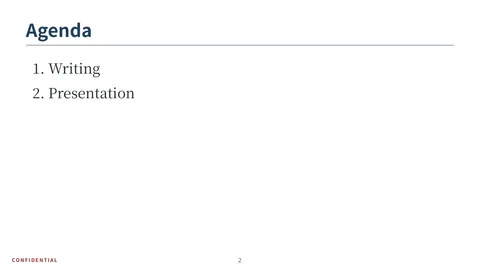 Agenda
1. Writing
2. Presentation
CONFIDENTIAL
2